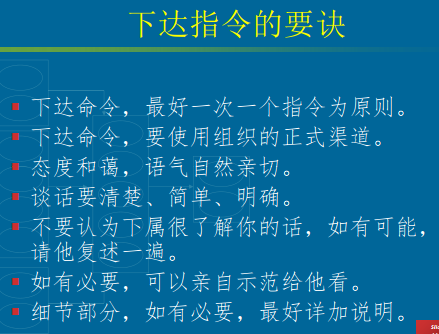 下达指令的要诀
下达命令，最好一次一个指令为原则。
下达命令，要使用组织的正式渠道。
态度和蔼，语气自然亲切。
谈话要清楚、简单、明确。
不要认为下属很了解你的话，如有可能，
请他复述一遍。
如有必要，可以亲自示范给他看。
细节部分，如有必要，最好详加说明。